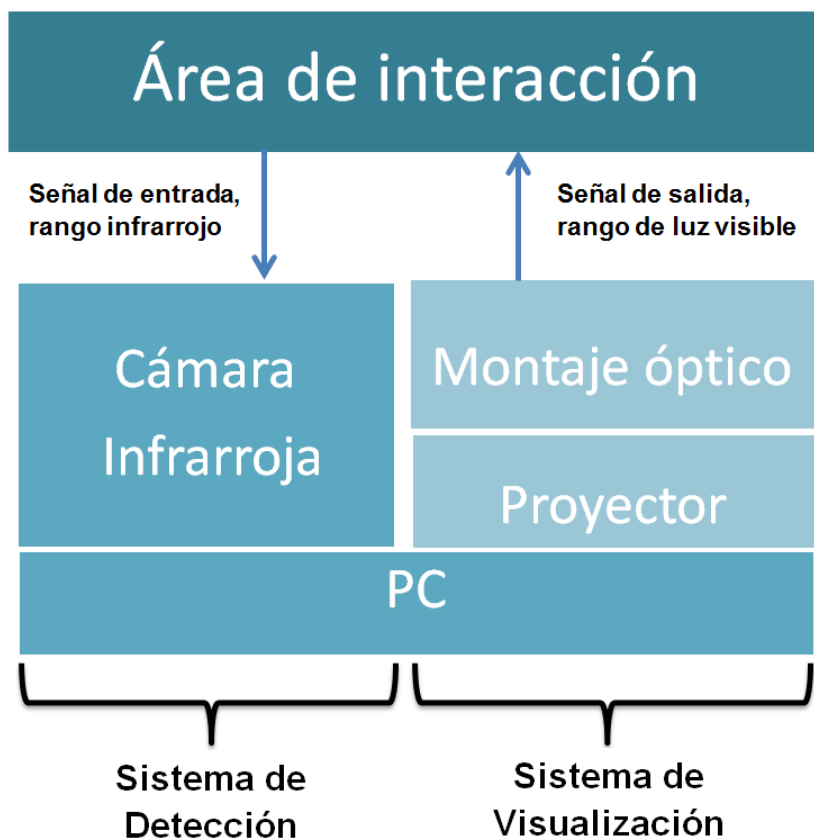 Área de interacción
Señal de entrada,
rango infrarrojo
Señal de salida,
rango de luz visible
Cámara
Infrarroja
Montaje óptico
Proyector
PC
Sistema de
Detección
Sistema de
Visualización